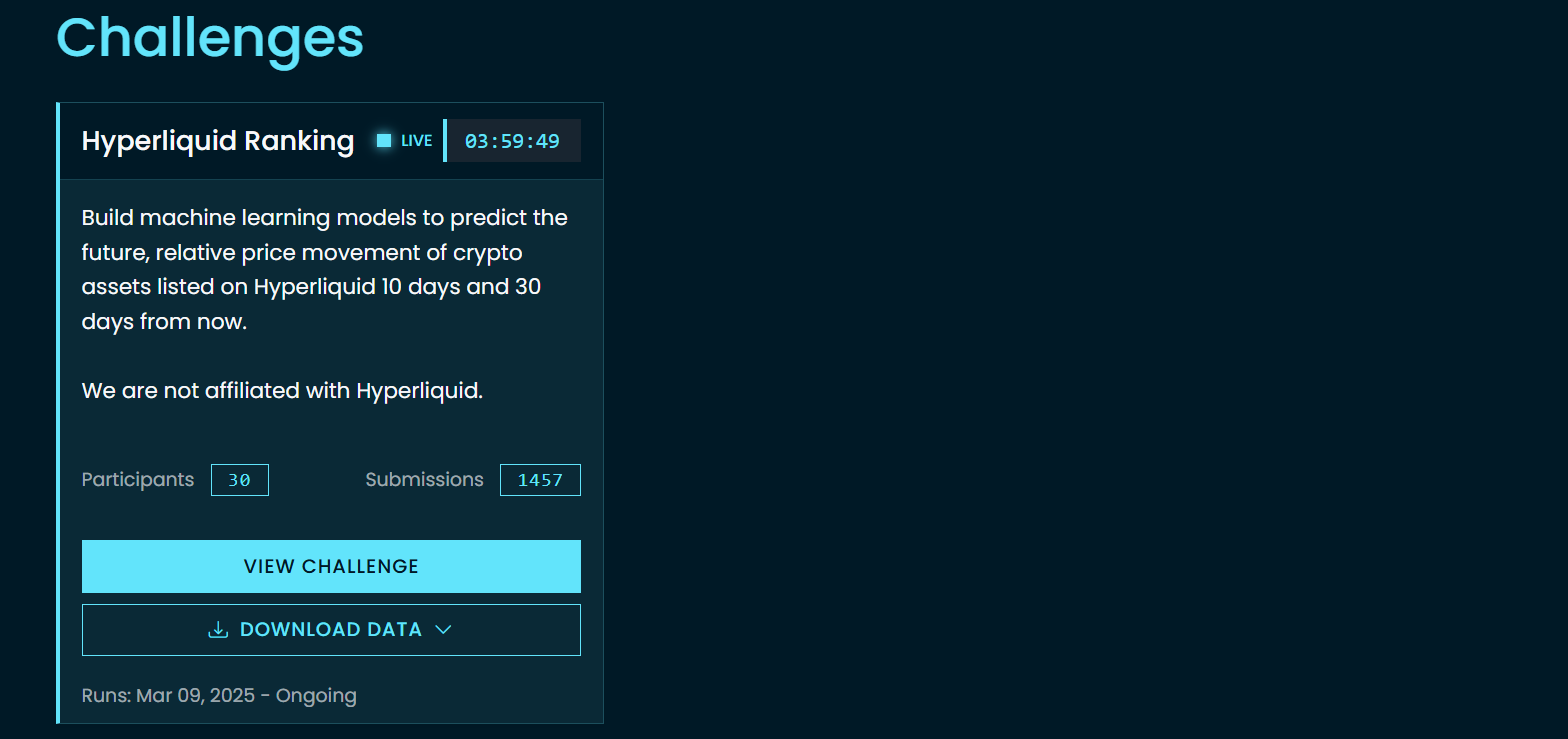 Challenges
Hyperliquid Ranking LIVE 03:59:49
Build machine learning models to predict the
future, relative price movement of crypto
assets listed on Hyperliquid 10 days and 30
days from now.
We are not affiliated with Hyperliquid.
Participants 30 Submissions 1457
VIEW CHALLENGE
DOWNLOAD DATA
Runs: Mar 09, 2025 - Ongoing